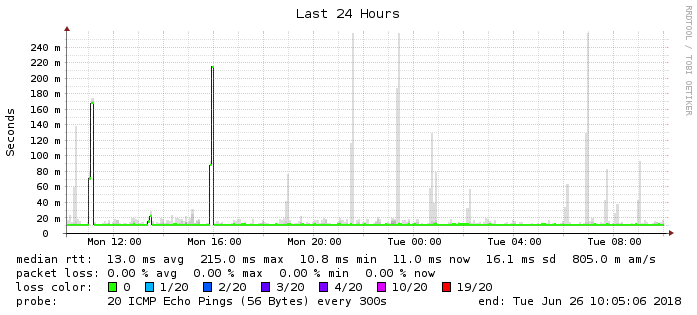 Last 24 Hours
RRDTOOL / TOBI OETIKER
Seconds
240 m
220 m
200 m
180 m
160 m
140 m
120 m
100 m
80 m
60 m
40 m
20 m
0
Mon 12:00 Mon 16:00 Mon 20:00 Tue 00:00 Tue 04:00 Tue 08:00
median rtt: 13.0 ms avg 215.0 ms max 10.8 ms min 11.0 ms now 16.1 ms sd 805.0 m am/s
packet loss: 0.00 % avg 0.00 % max 0.00 % min 0.00 % now
loss color: 0 1/20 2/20 3/20 4/20 10/20 19/20
probe: 20 ICMP Echo Pings (56 Bytes) every 300s end: Tue Jun 26 10:05:06 2018